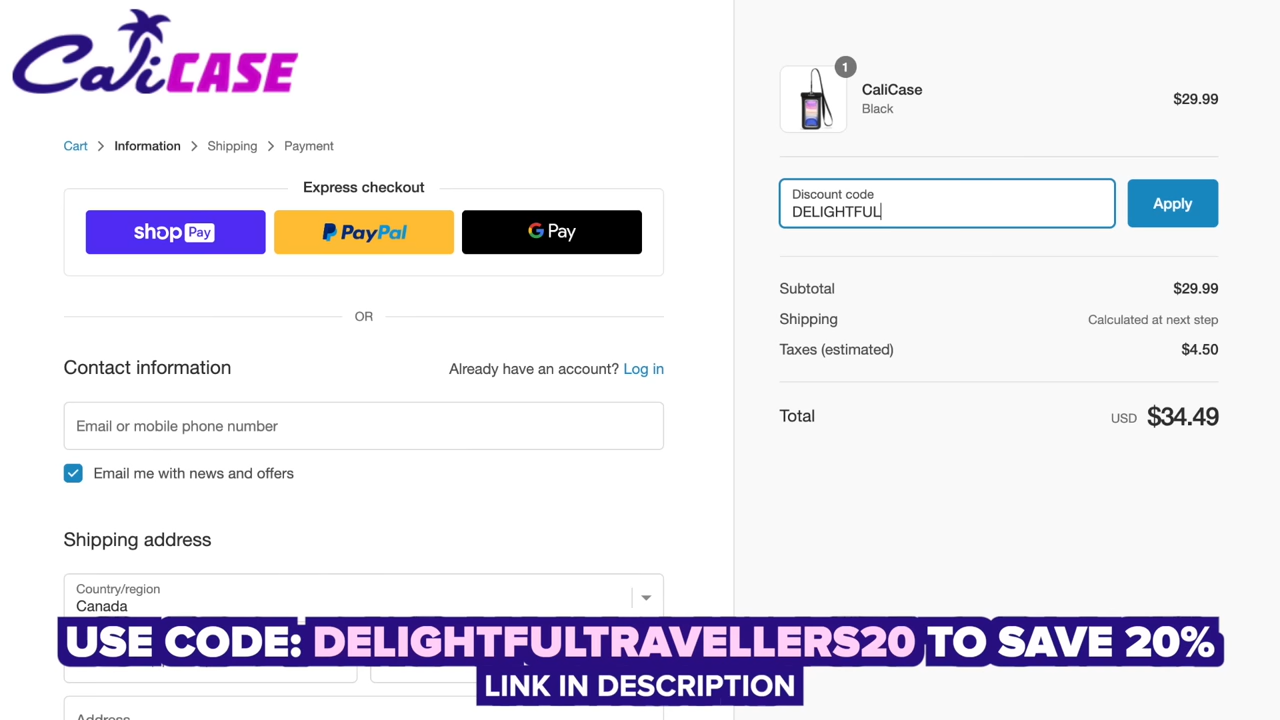 CaliCASE
Cart > Information > Shipping > Payment
Express checkout
shop Pay
PayPal
G Pay
OR
Contact information
Already have an account? Log in
Email or mobile phone number
Email me with news and offers
Shipping address
Country/region
Canada
Address
1
CaliCase
Black
$29.99
Discount code
DELIGHTFUL
Apply
Subtotal $29.99
Shipping Calculated at next step
Taxes (estimated) $4.50
Total USD $34.49
USE CODE: DELIGHTFULTRAVELLERS20 TO SAVE 20%
LINK IN DESCRIPTION